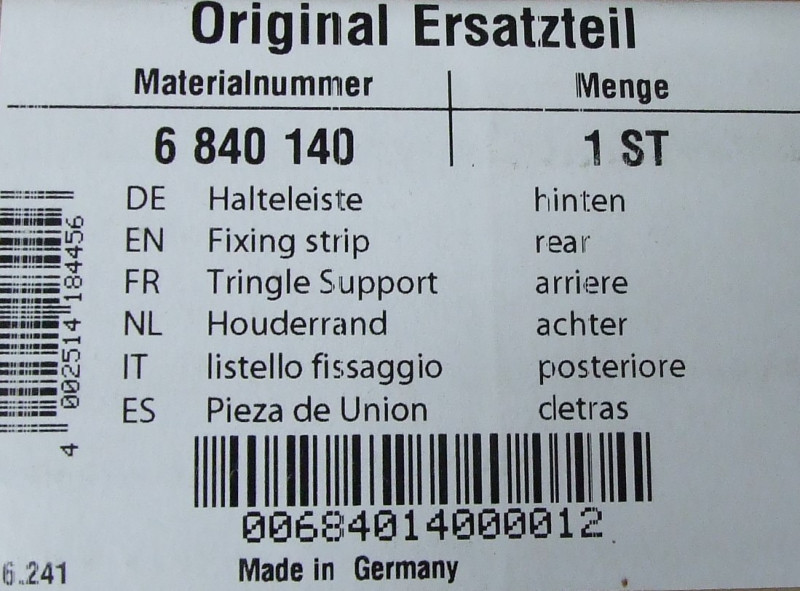 Original Ersatzteil
Materialnummer Menge
6 840 140 1 ST
DE Halteleiste hinten
EN Fixing strip rear
FR Tringle Support arriere
NL Houderrand achter
IT listello fissaggio posteriore
ES Pieza de Union detras
4 002514 184456
00684014000012
6.241 Made in Germany